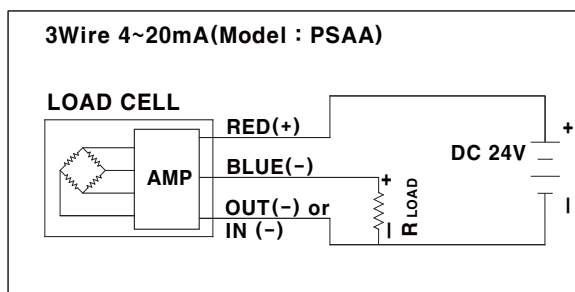 3Wire 4~20mA(Model : PSAA)
LOAD CELL
RED(+)
+
DC 24V
AMP
BLUE(-)
+
R LOAD
OUT(-) or
IN (-)